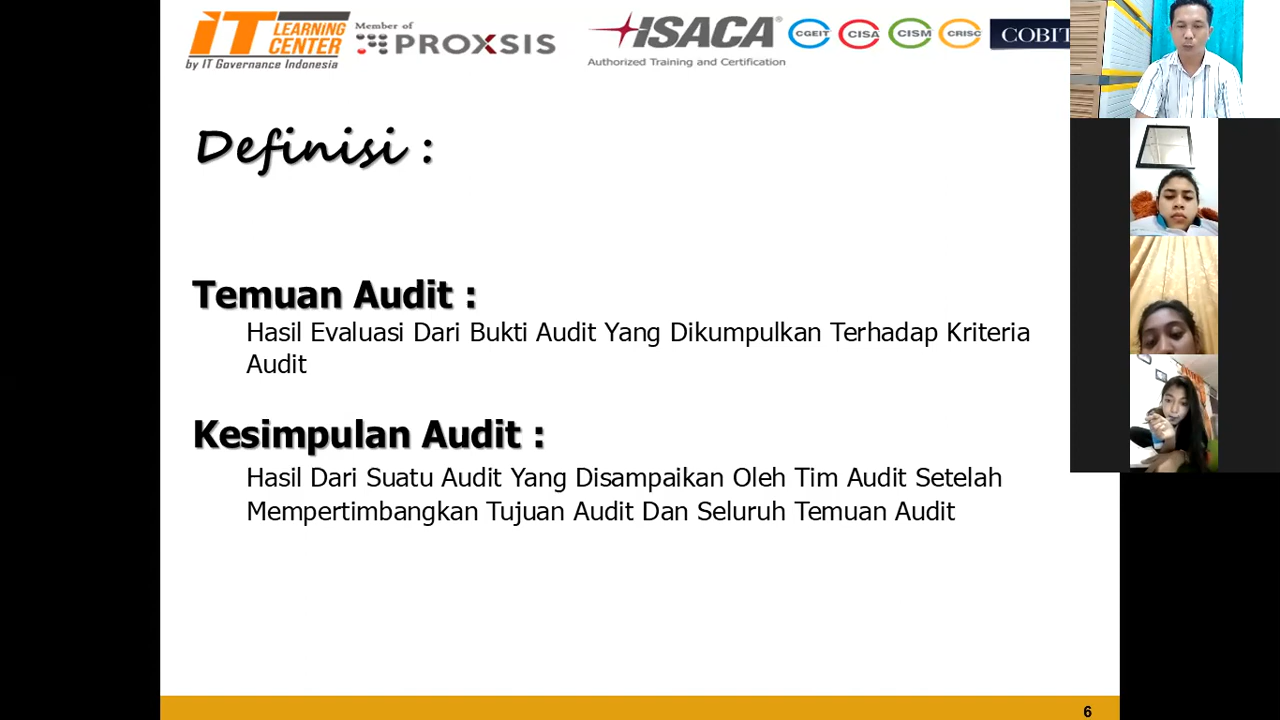 iT LEARNING CENTER
by IT Governance Indonesia
Member of
PROXSIS
ISACA®
Authorized Training and Certification
CGEIT CISA CISM CRISC COBIT
Definisi :
Temuan Audit :
Hasil Evaluasi Dari Bukti Audit Yang Dikumpulkan Terhadap Kriteria
Audit
Kesimpulan Audit :
Hasil Dari Suatu Audit Yang Disampaikan Oleh Tim Audit Setelah
Mempertimbangkan Tujuan Audit Dan Seluruh Temuan Audit
6